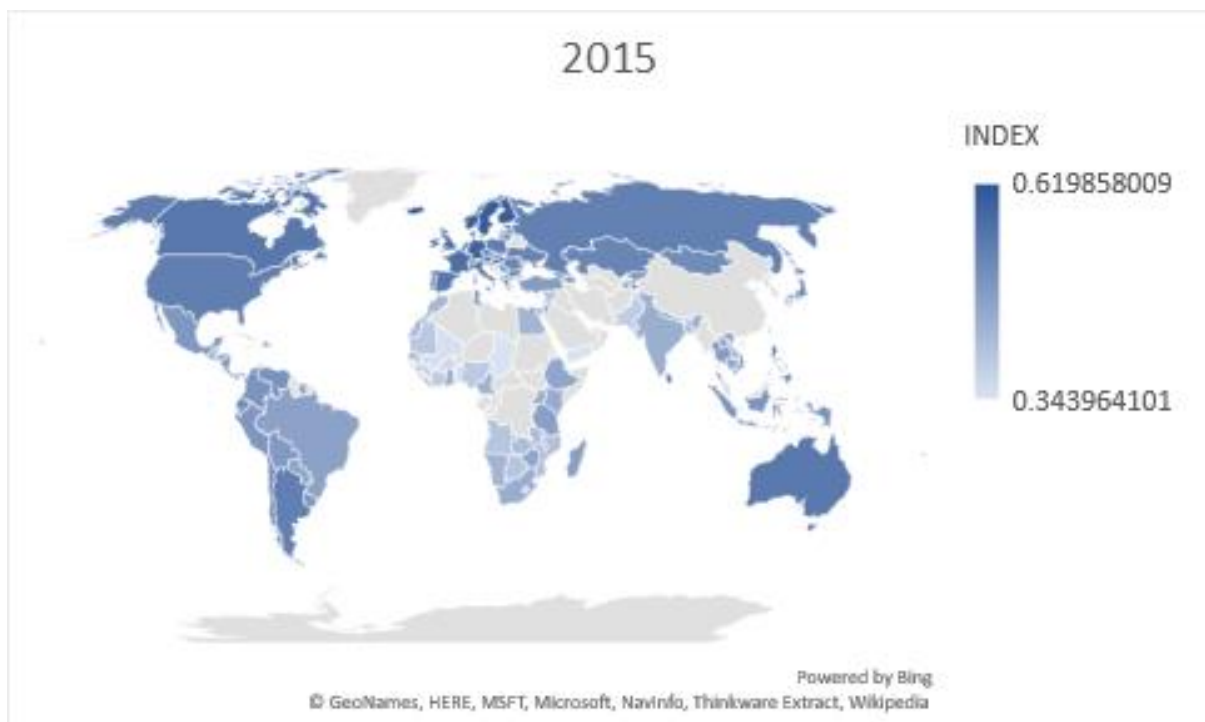 2015
INDEX
0.619858009
0.343964101
Powered by Bing
© GeoNames, HERE, MSFT, Microsoft, NavInfo, Thinkware Extract, Wikipedia